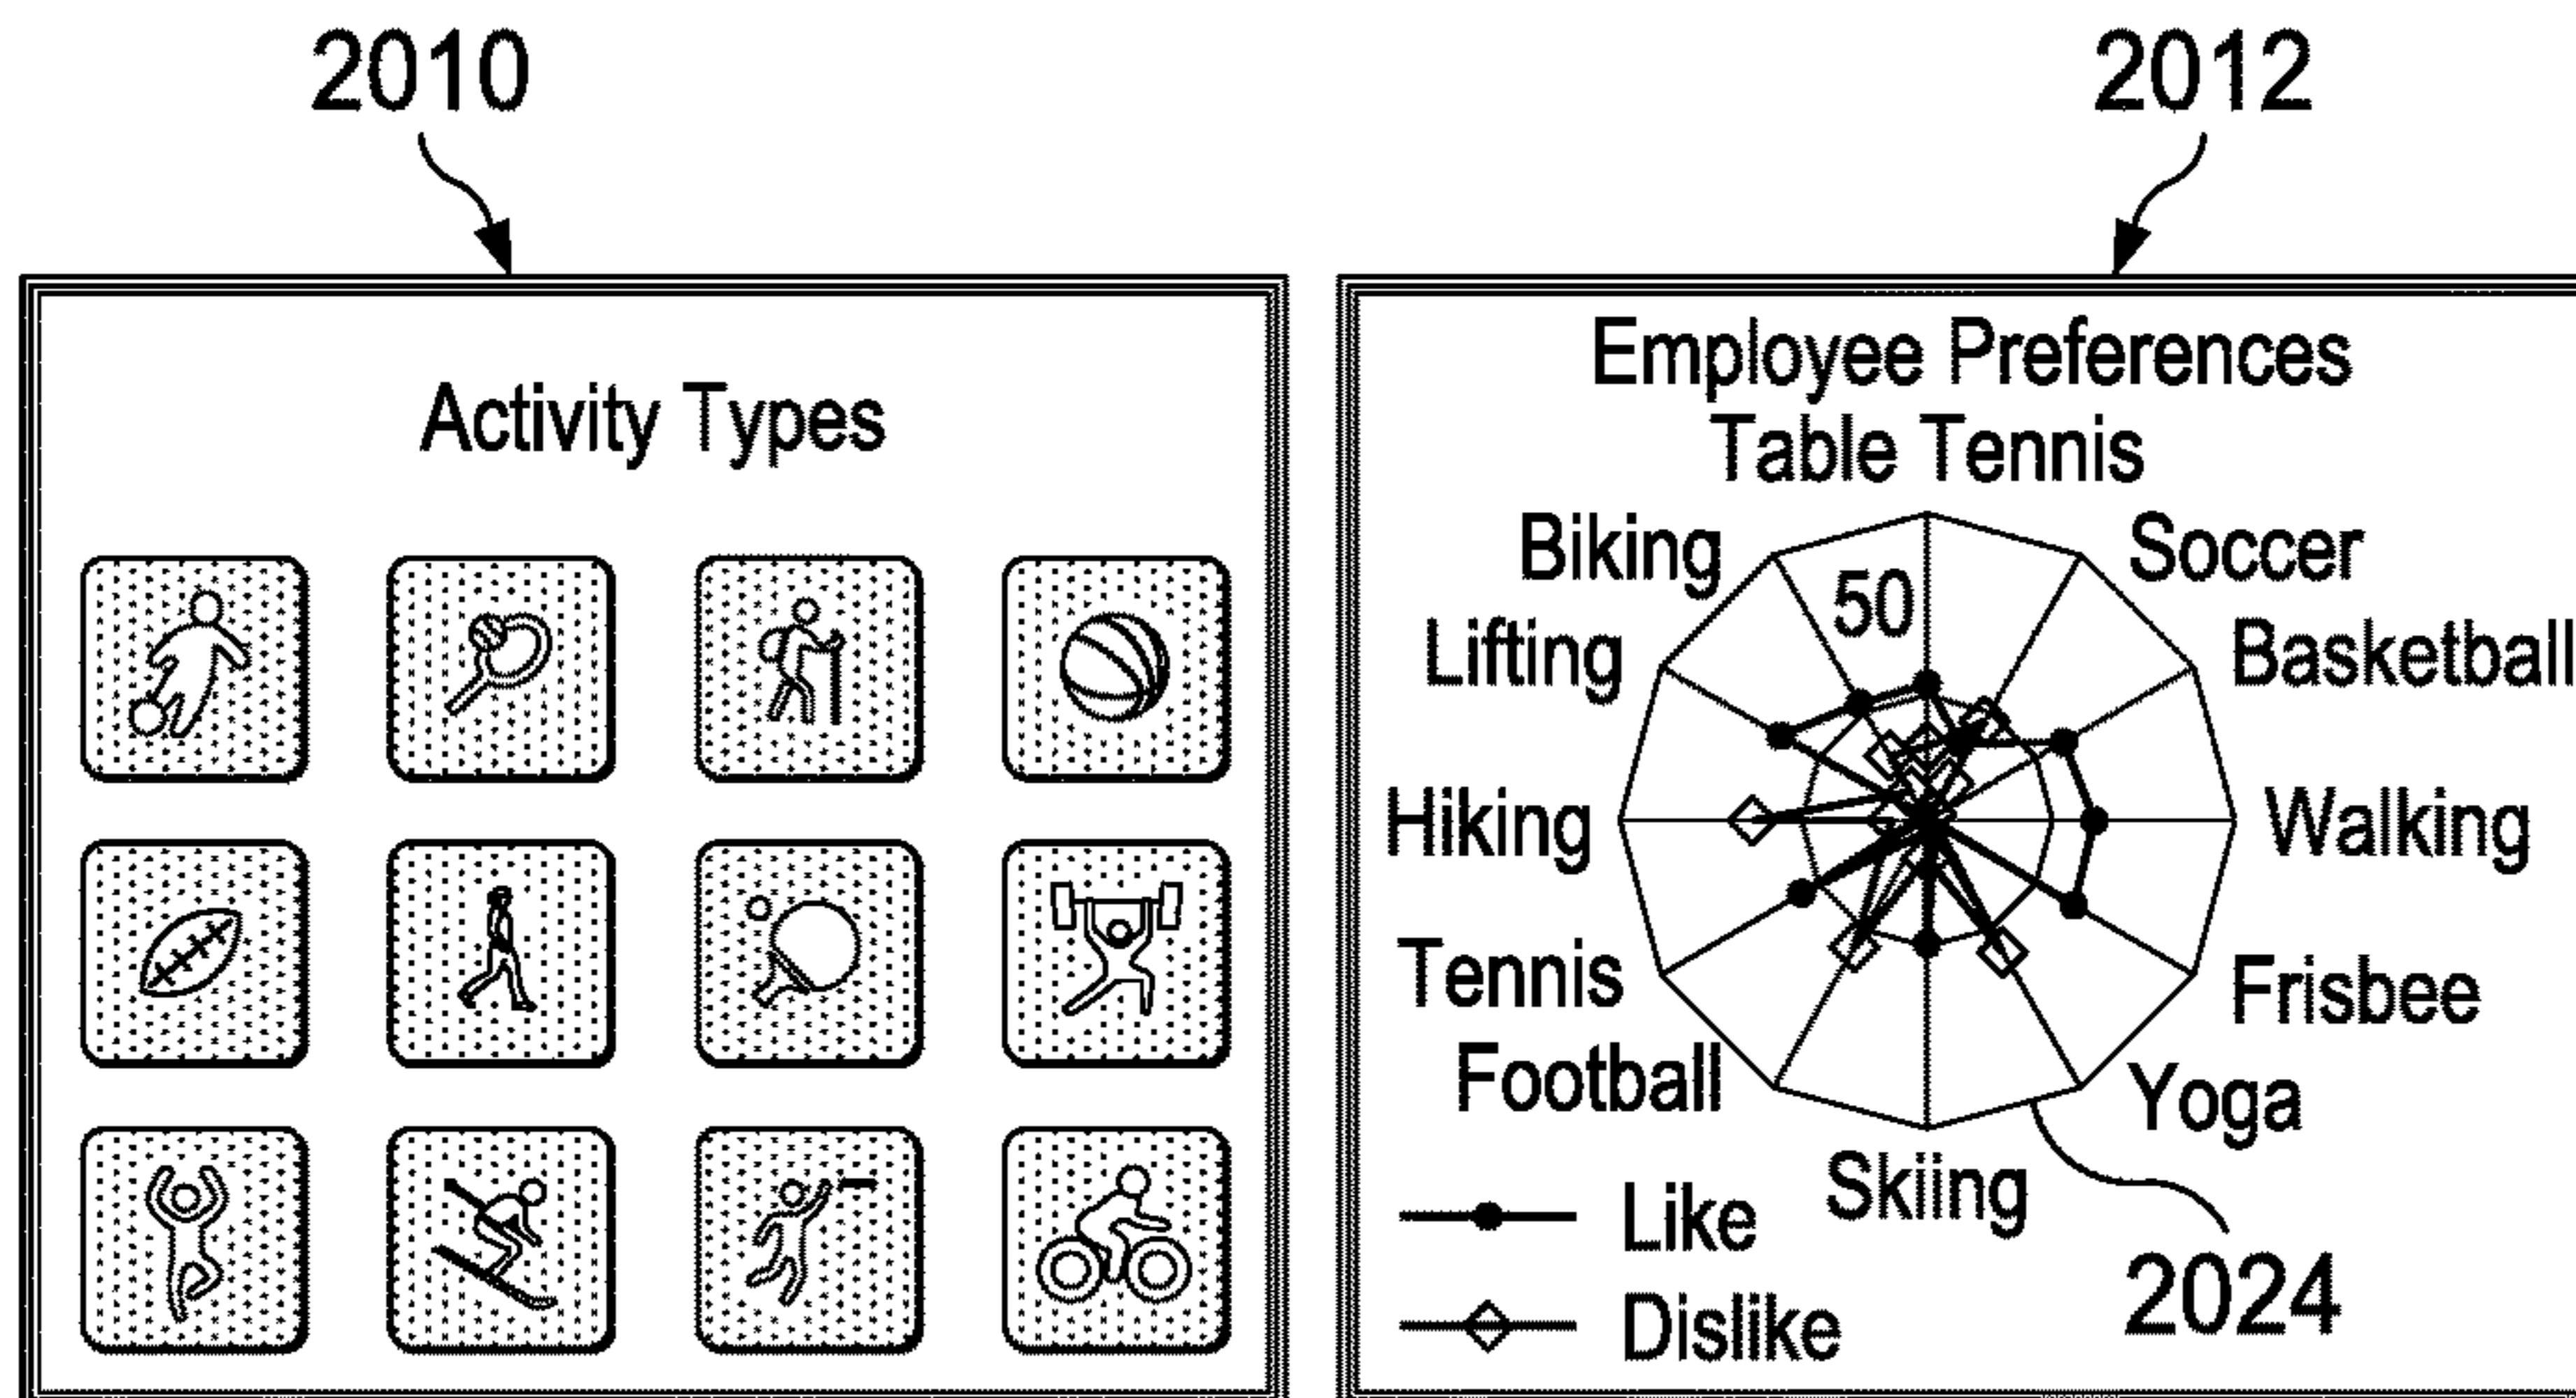 2010
2012
Activity Types
Employee Preferences
Table Tennis
Biking
Soccer
50
Lifting
Basketball
Hiking
Walking
Tennis
Frisbee
Football
Yoga
Skiing
Like
Dislike
2024